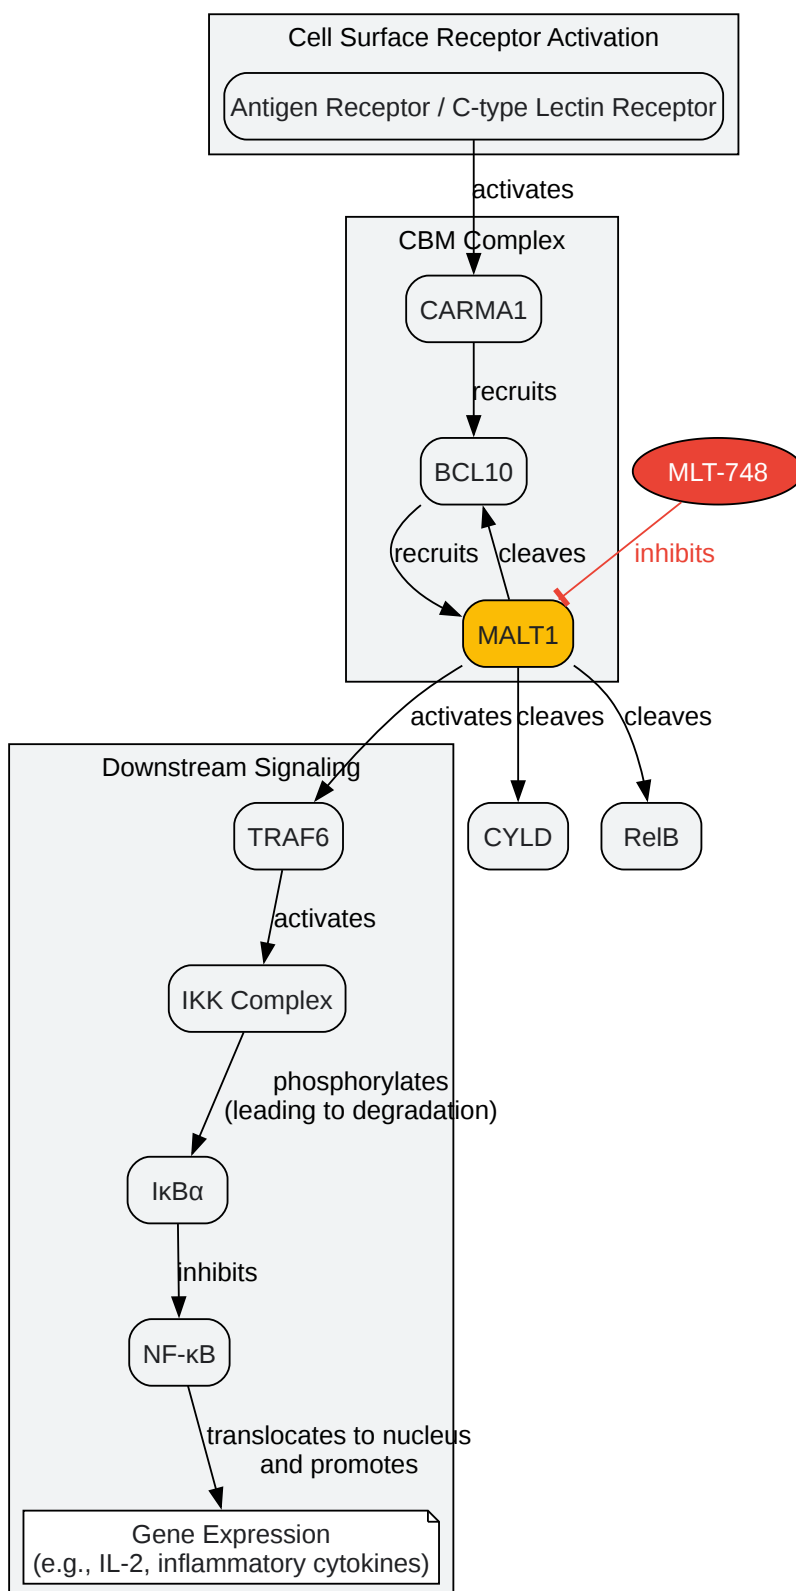 Cell Surface Receptor Activation
Antigen Receptor / C-type Lectin Receptor
activates
CBM Complex
CARMA1
recruits
BCL10
MLT-748
recruits
cleaves
inhibits
MALT1
activates
cleaves
cleaves
Downstream Signaling
TRAF6
CYLD
RelB
activates
IKK Complex
phosphorylates
(leading to degradation)
IκBα
inhibits
NF-κB
translocates to nucleus
and promotes
Gene Expression
(e.g., IL-2, inflammatory cytokines)